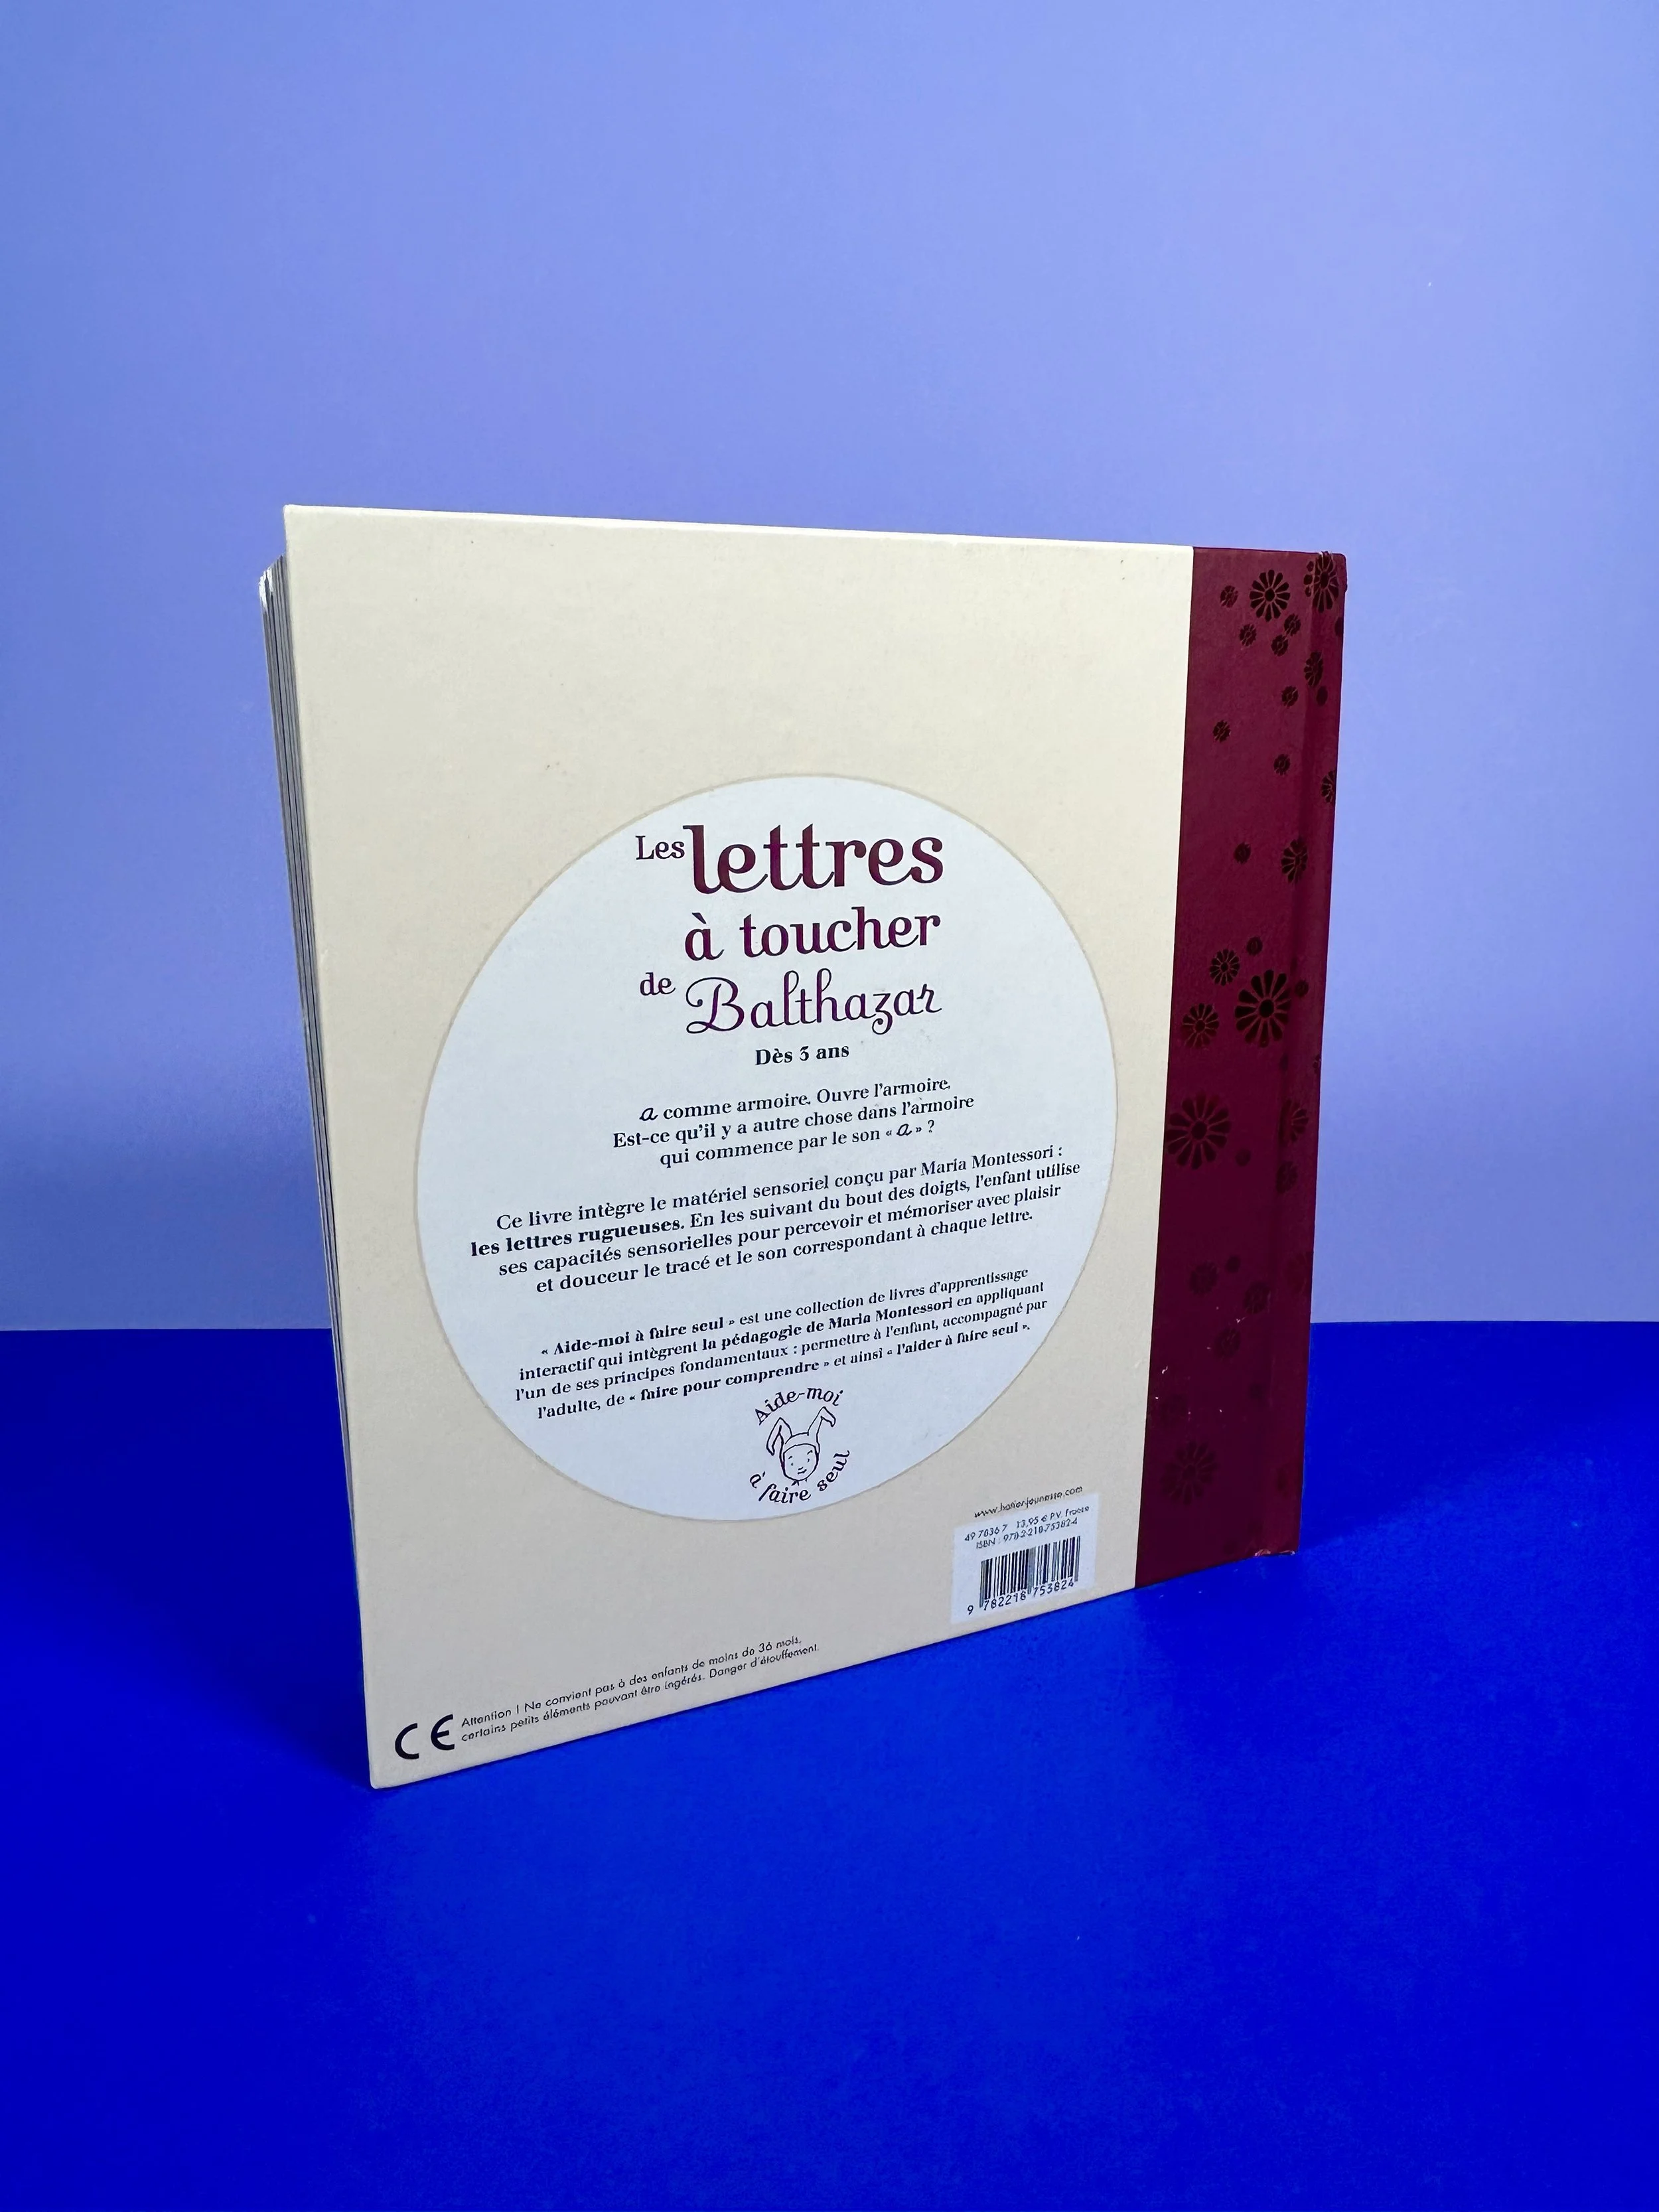 Les lettres
à toucher
de Balthazar
Dès 3 ans
a comme armoire. Ouvre l'armoire.
Est-ce qu'il y a autre chose dans l'armoire
qui commence par le son « a » ?
Ce livre intègre le matériel sensoriel conçu par Maria Montessori :
les lettres rugueuses. En les suivant du bout des doigts, l'enfant utilise
ses capacités sensorielles pour percevoir et mémoriser avec plaisir
et douceur le tracé et le son correspondant à chaque lettre.
« Aide-moi à faire seul » est une collection de livres d'apprentissage
interactif qui intègrent la pédagogie de Maria Montessori en appliquant
l'un de ses principes fondamentaux : permettre à l'enfant, accompagné par
l'adulte, de « faire pour comprendre » et ainsi « l'aider à faire seul ».
Aide-moi
à faire seul
www.hatier-jeunesse.com
49 7836 7 13,95 € P.V. France
ISBN : 978-2-218-75382-4
9 782218 753824
CE
Attention ! Ne convient pas à des enfants de moins de 36 mois,
certains petits éléments pouvant être ingérés. Danger d'étouffement.